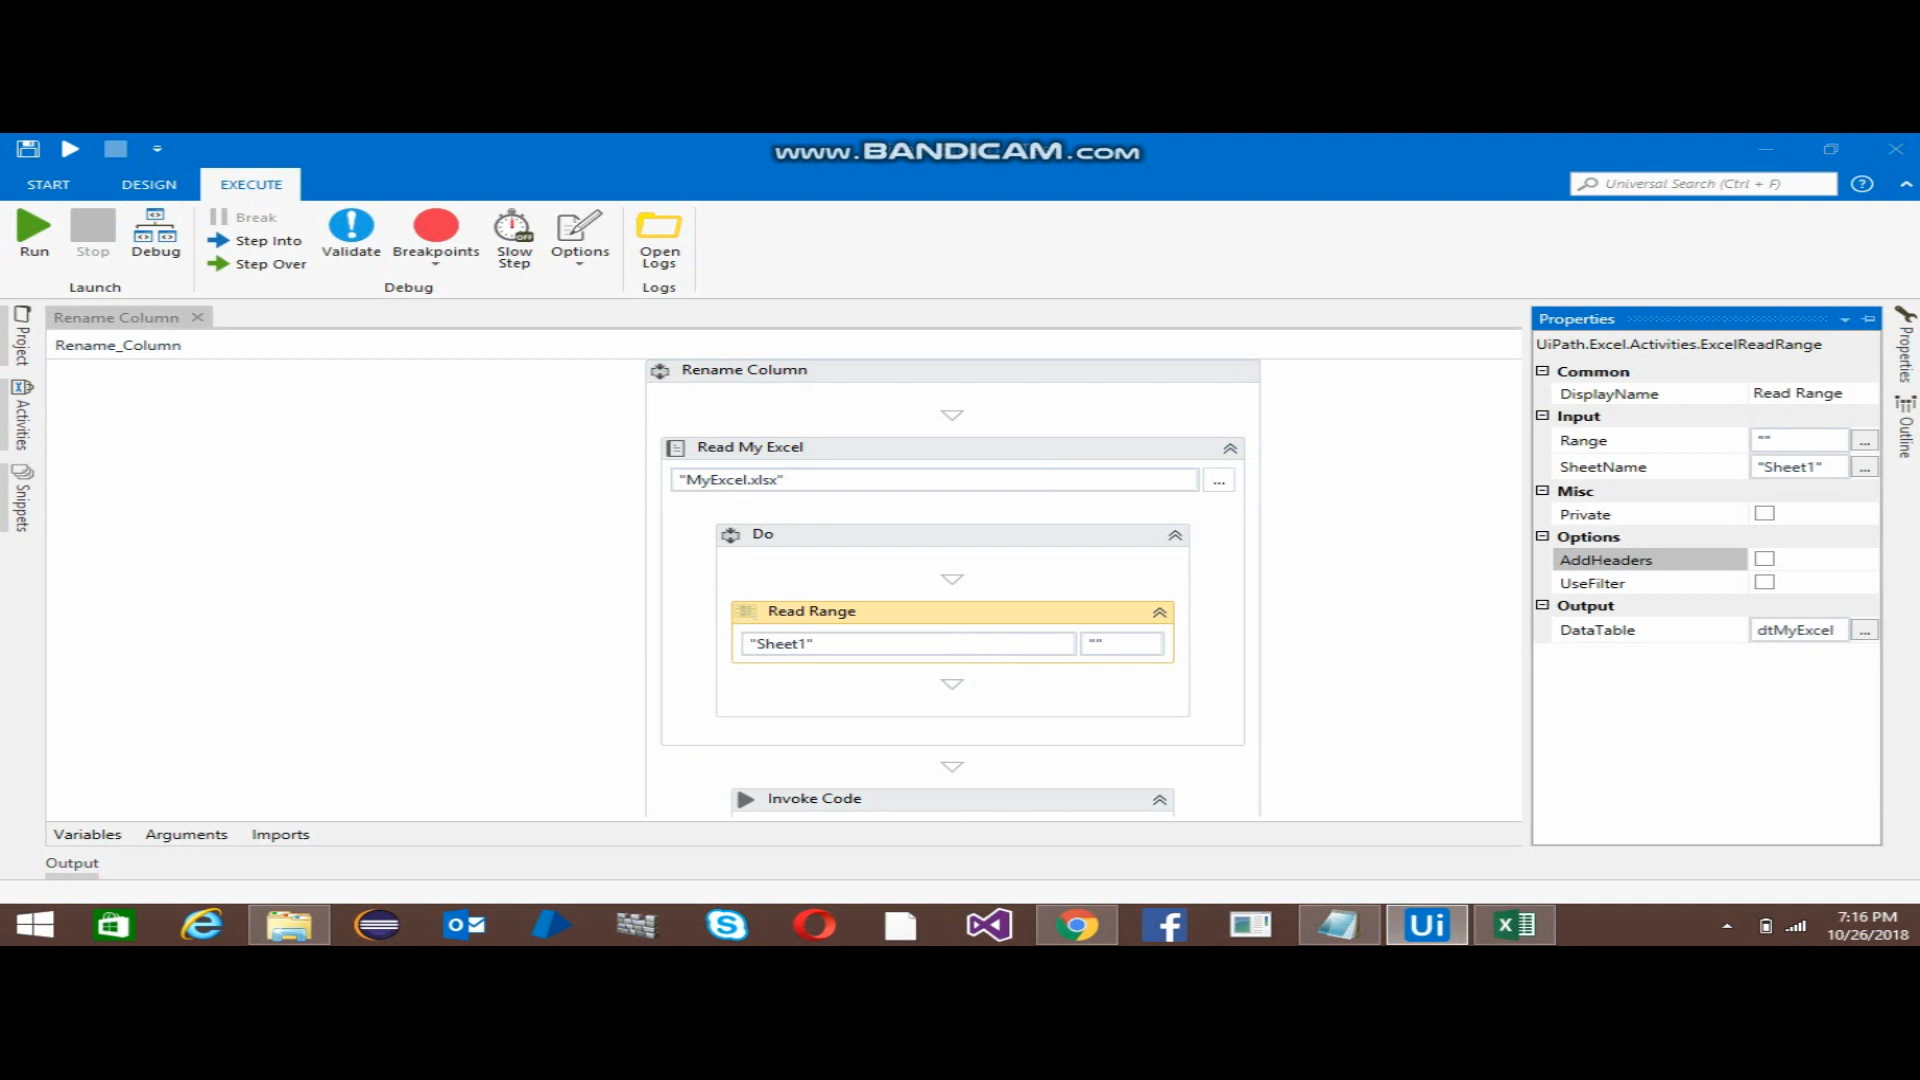 www.BANDICAM.com
START DESIGN EXECUTE
Universal Search (Ctrl + F)
?
Run
Stop
Debug
Break
Step Into
Step Over
Validate
Breakpoints
Slow
Step
OFF
Options
Open
Logs
Launch
Debug
Logs
Project
Activities
Snippets
Rename Column
Rename_Column
Rename Column
Read My Excel
"MyExcel.xlsx"
...
Do
Read Range
"Sheet1"
""
Invoke Code
Properties
UiPath.Excel.Activities.ExcelReadRange
Common
DisplayName Read Range
Input
Range "" ...
SheetName "Sheet1" ...
Misc
Private
Options
AddHeaders
UseFilter
Output
DataTable dtMyExcel ...
Properties
Outline
Variables Arguments Imports
Output
Ui
7:16 PM
10/26/2018